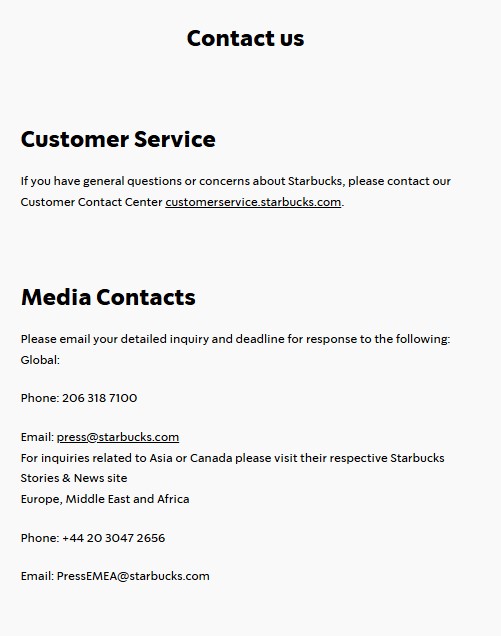 Contact us
Customer Service
If you have general questions or concerns about Starbucks, please contact our
Customer Contact Center customerservice.starbucks.com.
Media Contacts
Please email your detailed inquiry and deadline for response to the following:
Global:
Phone: 206 318 7100
Email: press@starbucks.com
For inquiries related to Asia or Canada please visit their respective Starbucks
Stories & News site
Europe, Middle East and Africa
Phone: +44 20 3047 2656
Email: PressEMEA@starbucks.com